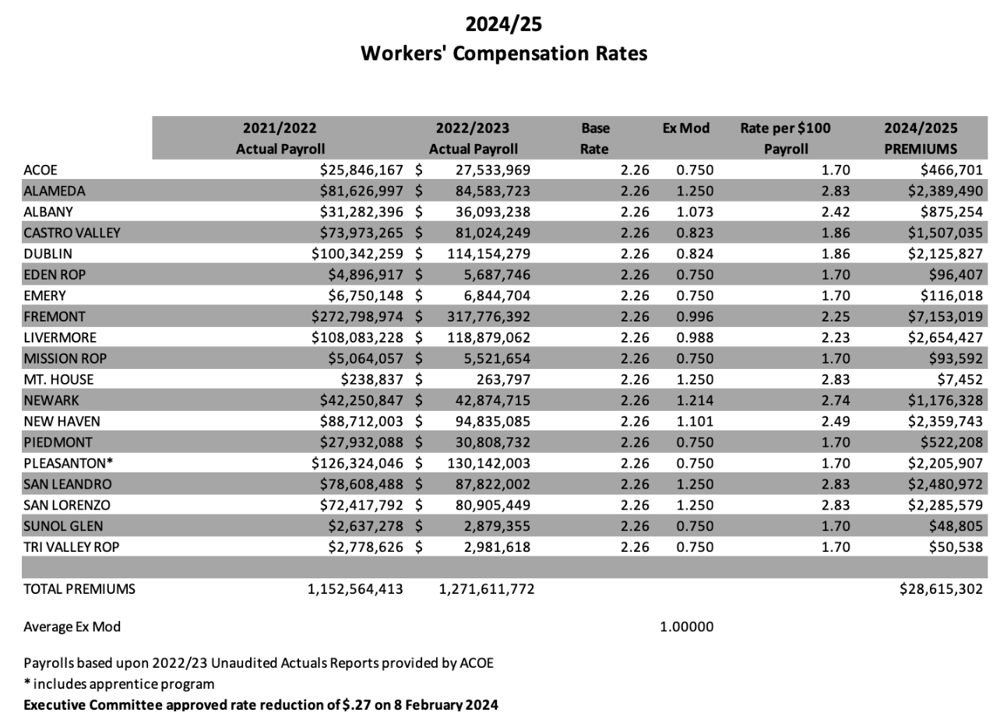 2024/25
Workers' Compensation Rates
2021/2022 2022/2023 Base Ex Mod Rate per $100 2024/2025
Actual Payroll Actual Payroll Rate Payroll PREMIUMS
ACOE $25,846,167 $ 27,533,969 2.26 0.750 1.70 $466,701
ALAMEDA $81,626,997 $ 84,583,723 2.26 1.250 2.83 $2,389,490
ALBANY $31,282,396 $ 36,093,238 2.26 1.073 2.42 $875,254
CASTRO VALLEY $73,973,265 $ 81,024,249 2.26 0.823 1.86 $1,507,035
DUBLIN $100,342,259 $ 114,154,279 2.26 0.824 1.86 $2,125,827
EDEN ROP $4,896,917 $ 5,687,746 2.26 0.750 1.70 $96,407
EMERY $6,750,148 $ 6,844,704 2.26 0.750 1.70 $116,018
FREMONT $272,798,974 $ 317,776,392 2.26 0.996 2.25 $7,153,019
LIVERMORE $108,083,228 $ 118,879,062 2.26 0.988 2.23 $2,654,427
MISSION ROP $5,064,057 $ 5,521,654 2.26 0.750 1.70 $93,592
MT. HOUSE $238,837 $ 263,797 2.26 1.250 2.83 $7,452
NEWARK $42,250,847 $ 42,874,715 2.26 1.214 2.74 $1,176,328
NEW HAVEN $88,712,003 $ 94,835,085 2.26 1.101 2.49 $2,359,743
PIEDMONT $27,932,088 $ 30,808,732 2.26 0.750 1.70 $522,208
PLEASANTON* $126,324,046 $ 130,142,003 2.26 0.750 1.70 $2,205,907
SAN LEANDRO $78,608,488 $ 87,822,002 2.26 1.250 2.83 $2,480,972
SAN LORENZO $72,417,792 $ 80,905,449 2.26 1.250 2.83 $2,285,579
SUNOL GLEN $2,637,278 $ 2,879,355 2.26 0.750 1.70 $48,805
TRI VALLEY ROP $2,778,626 $ 2,981,618 2.26 0.750 1.70 $50,538
TOTAL PREMIUMS 1,152,564,413 1,271,611,772 $28,615,302
Average Ex Mod 1.00000
Payrolls based upon 2022/23 Unaudited Actuals Reports provided by ACOE
* includes apprentice program
Executive Committee approved rate reduction of $.27 on 8 February 2024